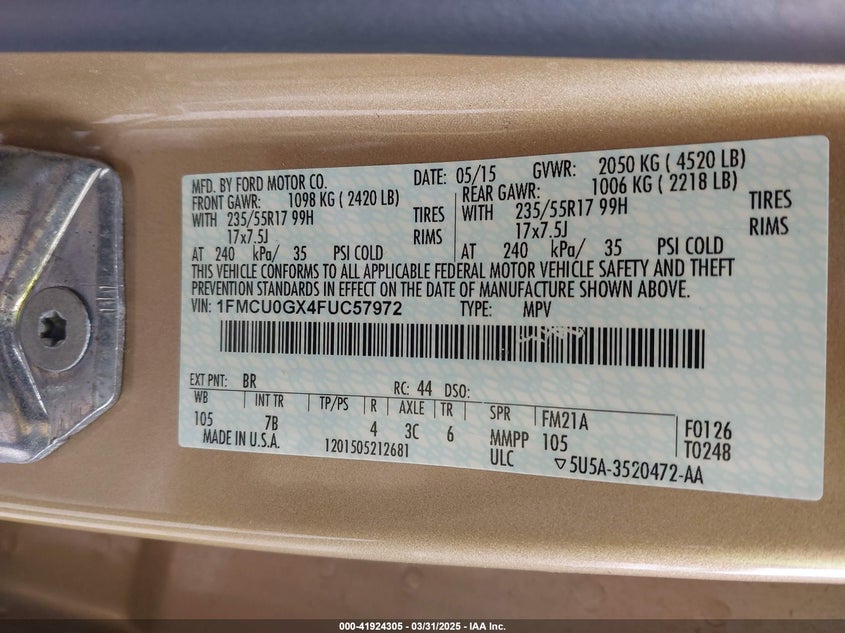 MFD. BY FORD MOTOR CO. DATE: 05/15 GVWR: 2050 KG ( 4520 LB)
FRONT GAWR: 1098 KG ( 2420 LB) REAR GAWR: 1006 KG ( 2218 LB)
WITH 235/55R17 99H TIRES WITH 235/55R17 99H TIRES
17x7.5J RIMS 17x7.5J RIMS
AT 240 kPa/ 35 PSI COLD AT 240 kPa/ 35 PSI COLD
THIS VEHICLE CONFORMS TO ALL APPLICABLE FEDERAL MOTOR VEHICLE SAFETY AND THEFT
PREVENTION STANDARDS IN EFFECT ON THE DATE OF MANUFACTURE SHOWN ABOVE.
VIN: 1FMCU0GX4FUC57972 TYPE: MPV
EXT PNT: BR RC: 44 DSO:
WB INT TR TP/PS R AXLE TR SPR FM21A F0126
105 7B 4 3C 6 MMPP 105 T0248
MADE IN U.S.A. 1201505212681 ULC ▽5U5A-3520472-AA
000-41924305 - 03/31/2025 - IAA Inc.